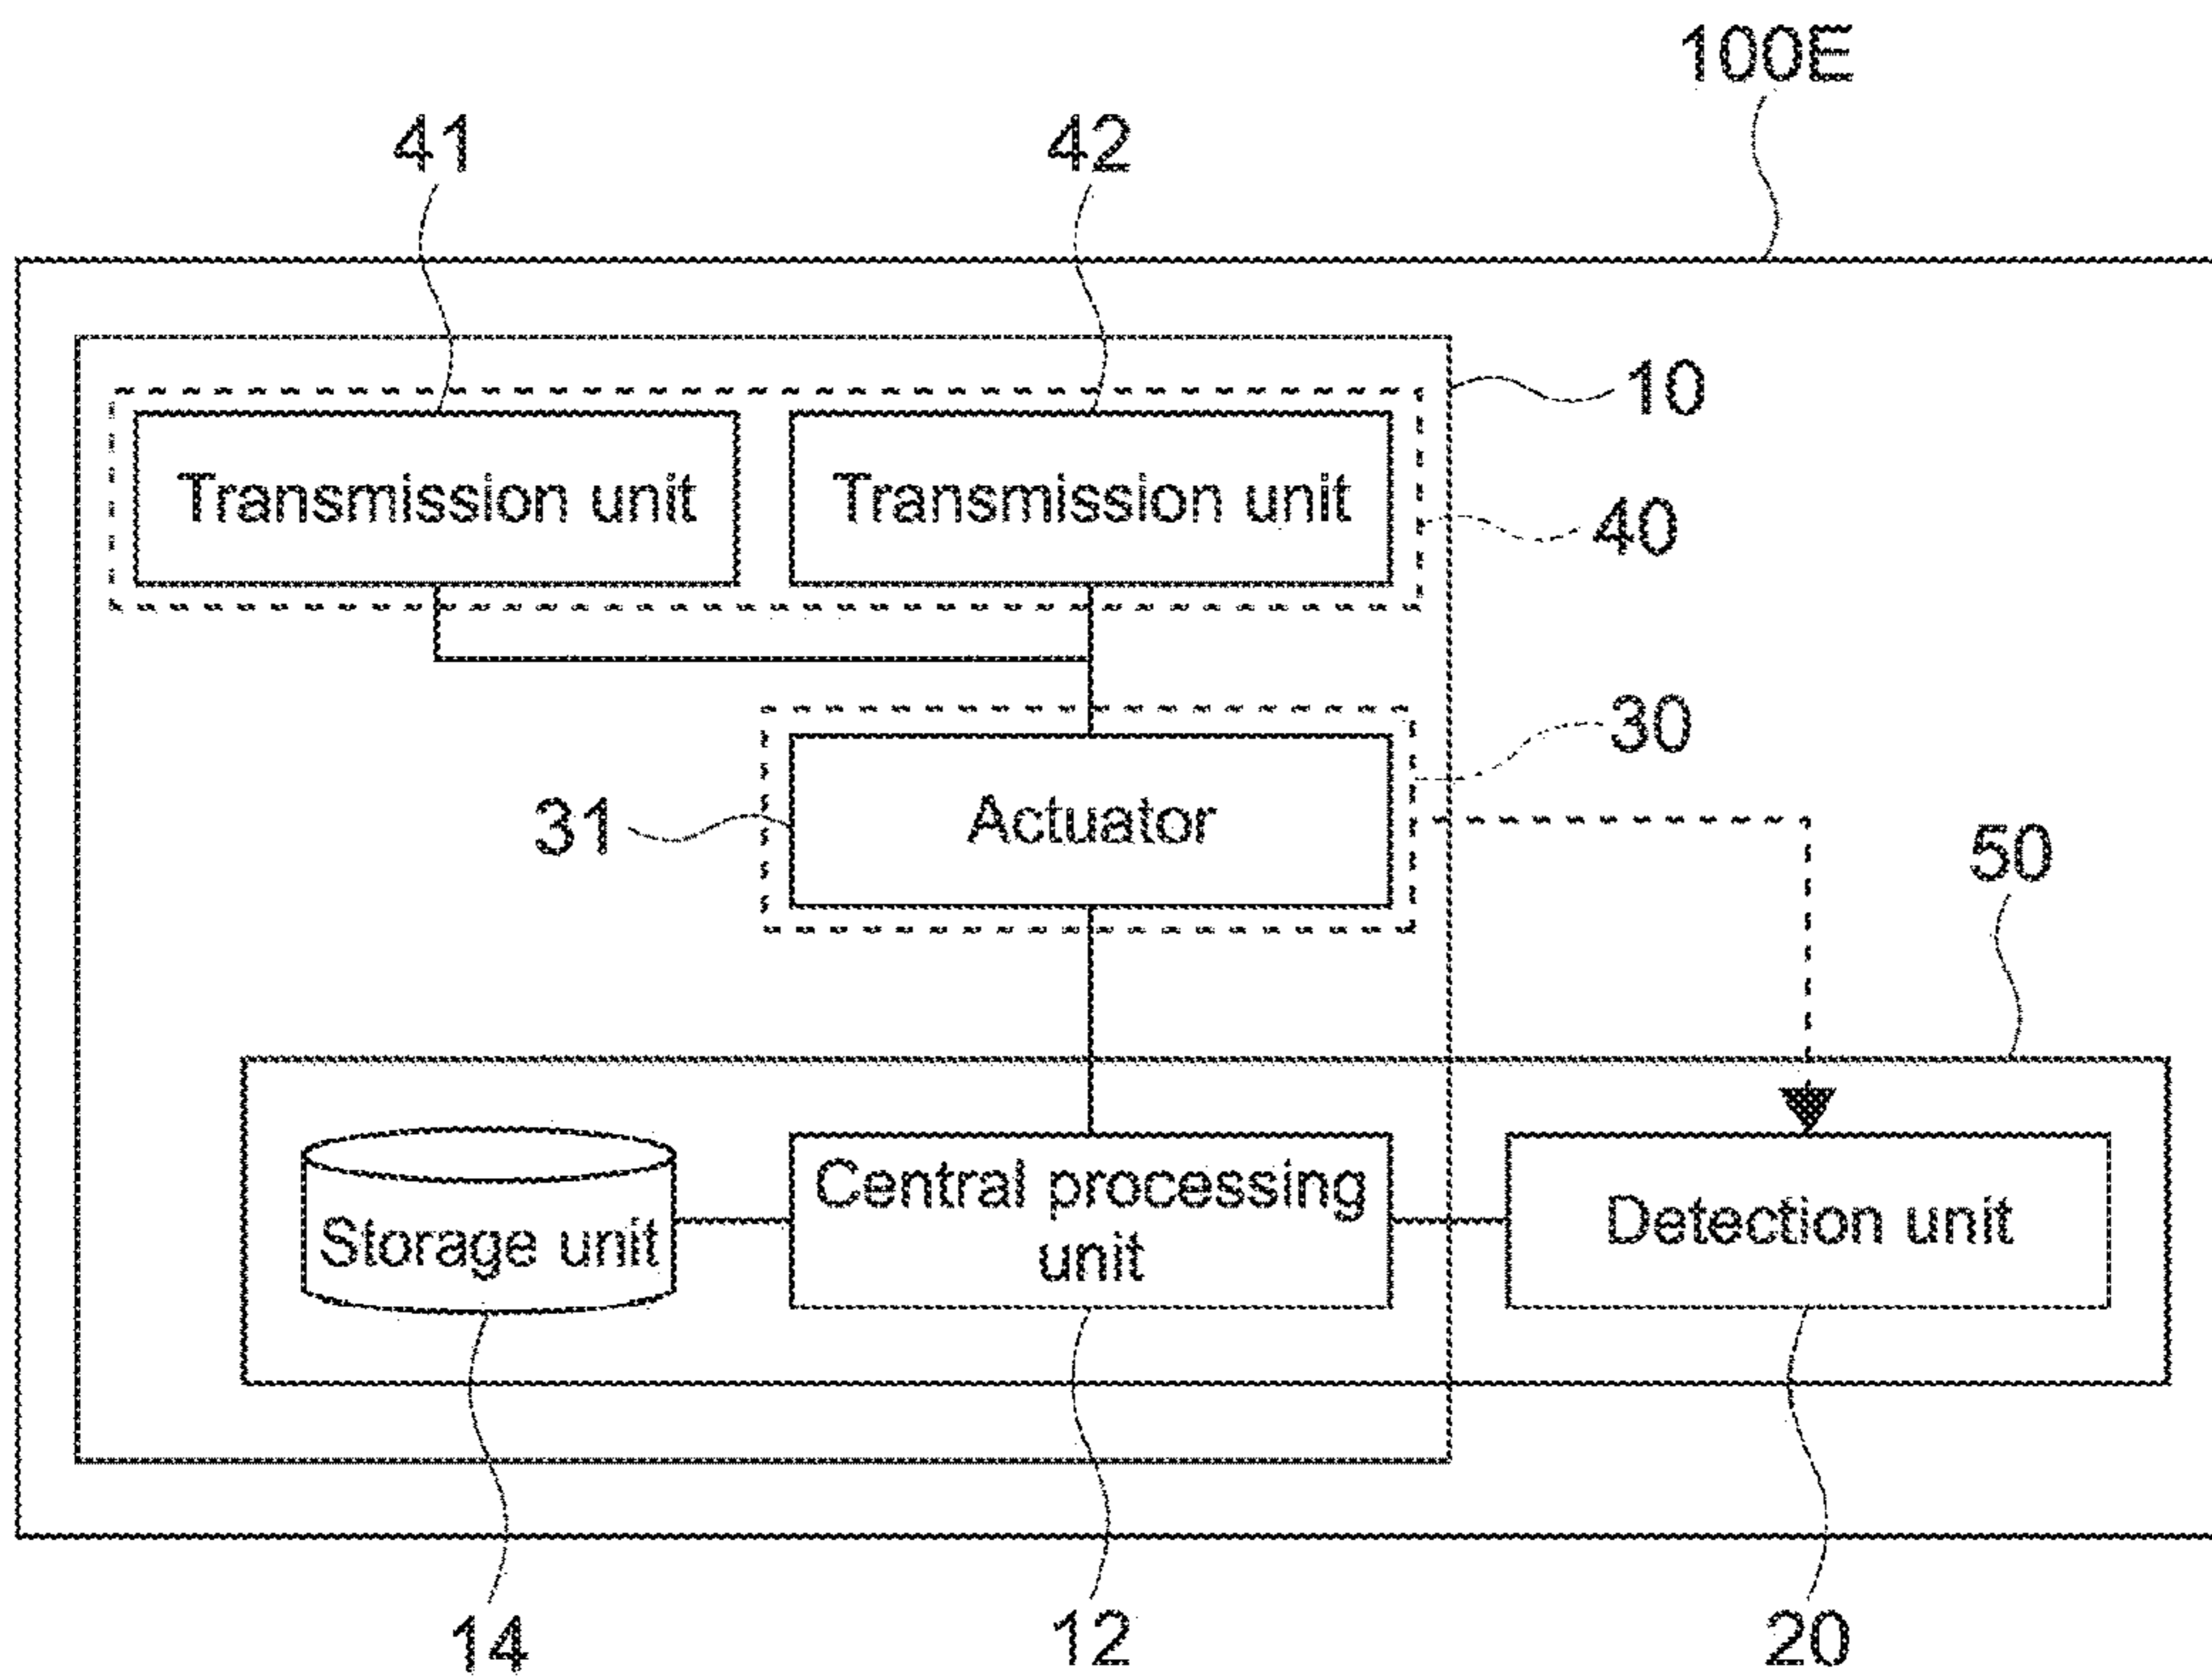 100E
41
42
10
Transmission unit
Transmission unit
40
30
31
Actuator
50
Storage unit
Central processing
unit
Detection unit
14
12
20